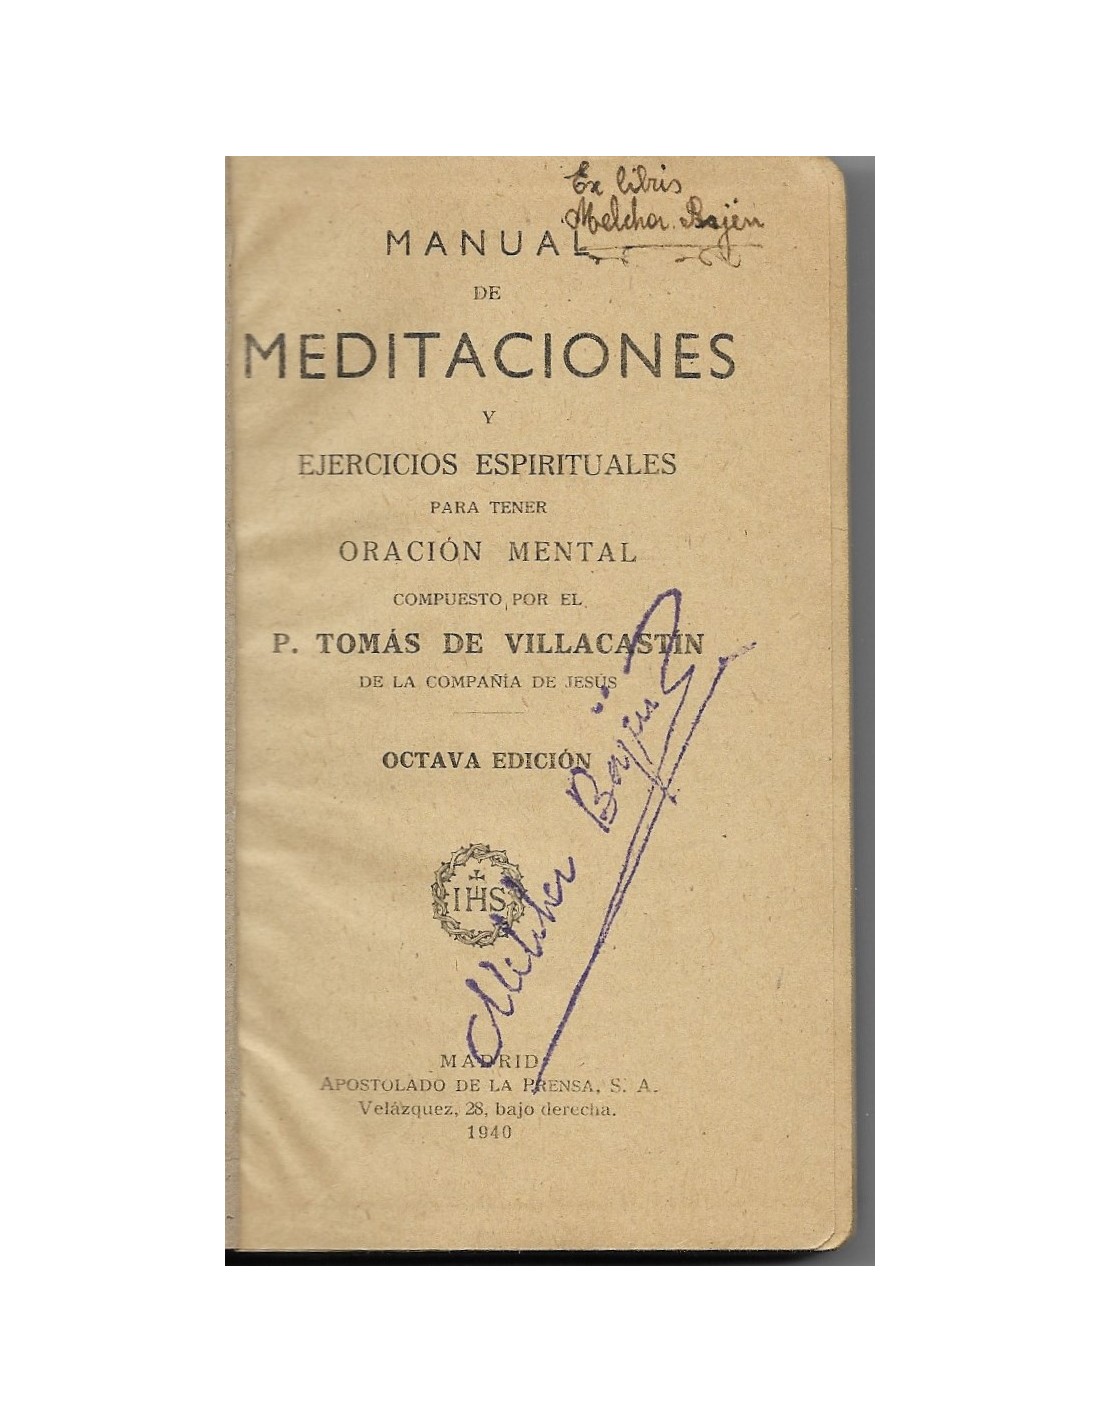 Ex libris
Melchor Bajén
MANUAL
DE
MEDITACIONES
Y
EJERCICIOS ESPIRITUALES
PARA TENER
ORACIÓN MENTAL
COMPUESTO POR EL
P. TOMÁS DE VILLACASTÍN
DE LA COMPAÑÍA DE JESÚS
OCTAVA EDICIÓN
IHS
Melchor Bajén
MADRID
APOSTOLADO DE LA PRENSA, S. A.
Velázquez, 28, bajo derecha.
1940